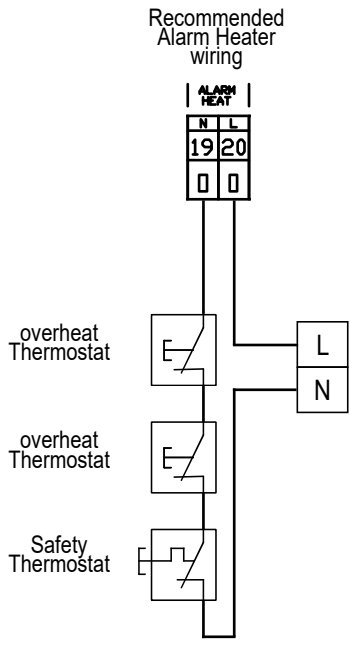 Recommended
Alarm Heater
wiring
ALARM
HEAT
N L
19 20
overheat
Thermostat
L
N
overheat
Thermostat
Safety
Thermostat